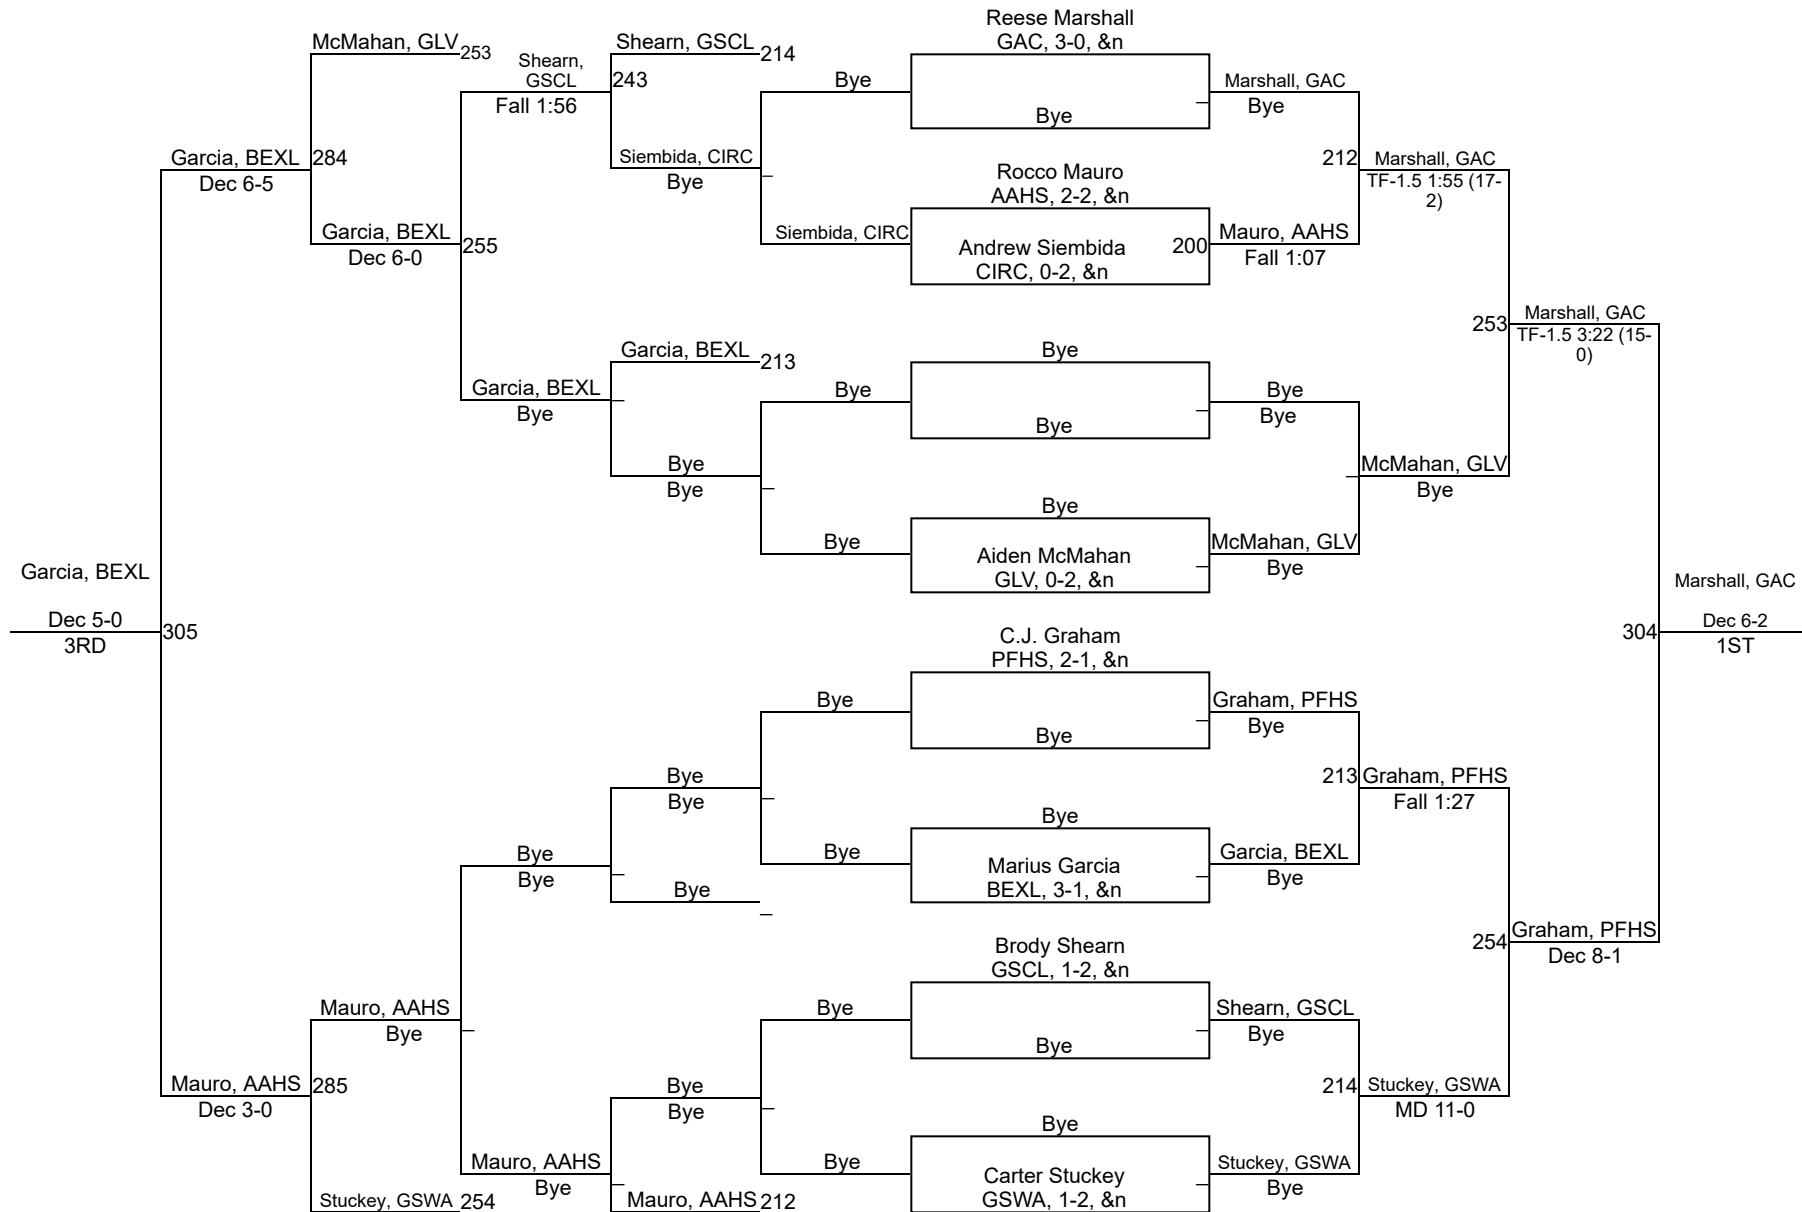 Reese Marshall
McMahan, GLV 253
Shearn,
GSCL
Shearn, GSCL 214
GAC, 3-0, &n
243
Fall 1:56
Bye
Marshall, GAC
Bye
Bye
Garcia, BEXL 284
Dec 6-5
Siembida, CIRC
Bye
Rocco Mauro
AAHS, 2-2, &n
212 Marshall, GAC
TF-1.5 1:55 (17-
2)
Garcia, BEXL
Dec 6-0
255
Siembida, CIRC
Andrew Siembida
CIRC, 0-2, &n
200
Mauro, AAHS
Fall 1:07
253
Marshall, GAC
TF-1.5 3:22 (15-
0)
Garcia, BEXL 213
Bye
Garcia, BEXL
Bye
Bye
Bye
Bye
Bye
Bye
Bye
McMahan, GLV
Bye
Bye
Bye
Bye
Aiden McMahan
GLV, 0-2, &n
McMahan, GLV
Bye
Garcia, BEXL
Dec 5-0
3RD
305
Marshall, GAC
304
Dec 6-2
1ST
C.J. Graham
PFHS, 2-1, &n
Bye
Bye
Graham, PFHS
Bye
Bye
Bye
213 Graham, PFHS
Fall 1:27
Bye
Bye
Bye
Bye
Bye
Marius Garcia
BEXL, 3-1, &n
Garcia, BEXL
Bye
254
Graham, PFHS
Dec 8-1
Brody Shearn
GSCL, 1-2, &n
Mauro, AAHS
Bye
Bye
Bye
Shearn, GSCL
Bye
Mauro, AAHS 285
Dec 3-0
Bye
Bye
214 Stuckey, GSWA
MD 11-0
Bye
Mauro, AAHS
Bye
Bye
Carter Stuckey
GSWA, 1-2, &n
Stuckey, GSWA
Bye
Stuckey, GSWA 254
Mauro, AAHS 212